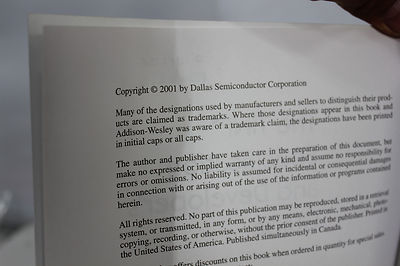 Copyright © 2001 by Dallas Semiconductor Corporation
Many of the designations used by manufacturers and sellers to distinguish their prod-
ucts are claimed as trademarks. Where those designations appear in this book and
Addison-Wesley was aware of a trademark claim, the designations have been printed
in initial caps or all caps.
The author and publisher have taken care in the preparation of this document, but
make no expressed or implied warranty of any kind and assume no responsibility for
errors or omissions. No liability is assumed for incidental or consequential damages
in connection with or arising out of the use of the information or programs contained
herein.
All rights reserved. No part of this publication may be reproduced, stored in a retrieval
system, or transmitted, in any form, or by any means, electronic, mechanical, photo-
copying, recording, or otherwise, without the prior consent of the publisher. Printed in
the United States of America. Published simultaneously in Canada.
offers discounts on this book when ordered in quantity for special sales.